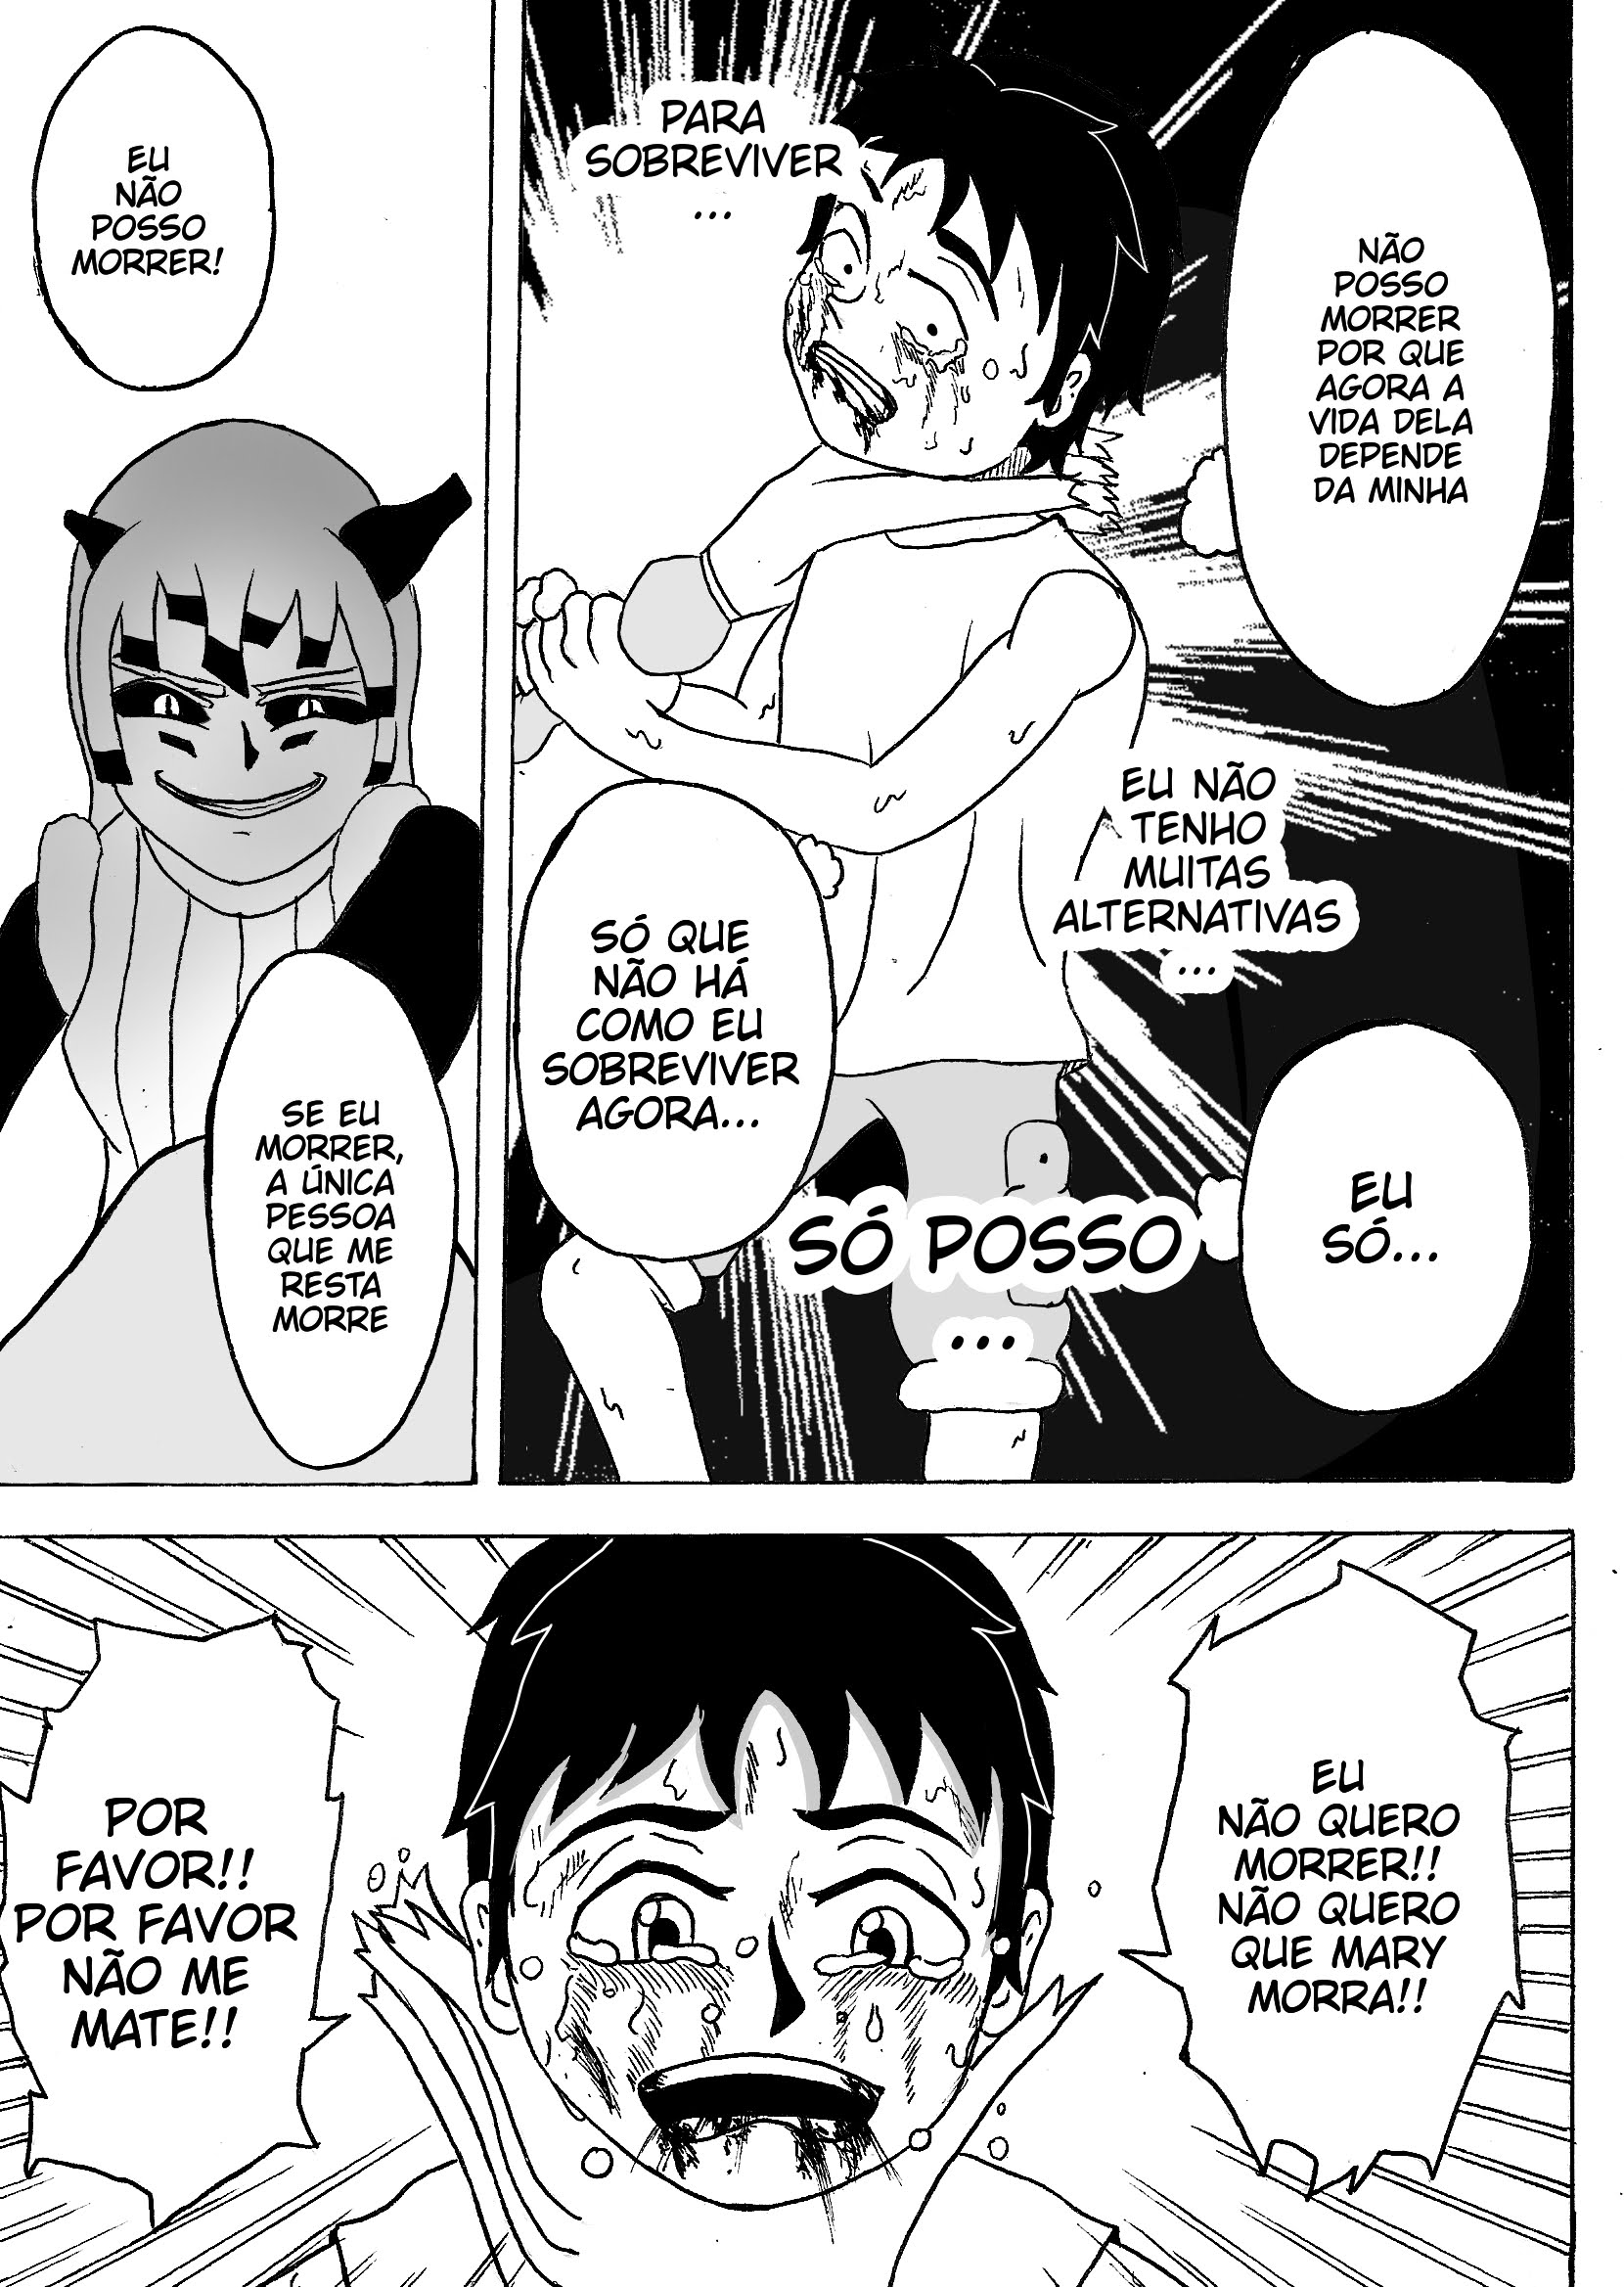 NÃO
POSSO
MORRER
POR QUE
AGORA A
VIDA DELA
DEPENDE
DA MINHA
PARA
SOBREVIVER
...
EU NÃO
TENHO
MUITAS
ALTERNATIVAS
...
SÓ QUE
NÃO HÁ
COMO EU
SOBREVIVER
AGORA...
EU
SÓ...
SÓ POSSO
...
EU
NÃO
POSSO
MORRER!
SE EU
MORRER,
A ÚNICA
PESSOA
QUE ME
RESTA
MORRE
EU
NÃO QUERO
MORRER!!
NÃO QUERO
QUE MARY
MORRA!!
POR
FAVOR!!
POR FAVOR
NÃO ME
MATE!!